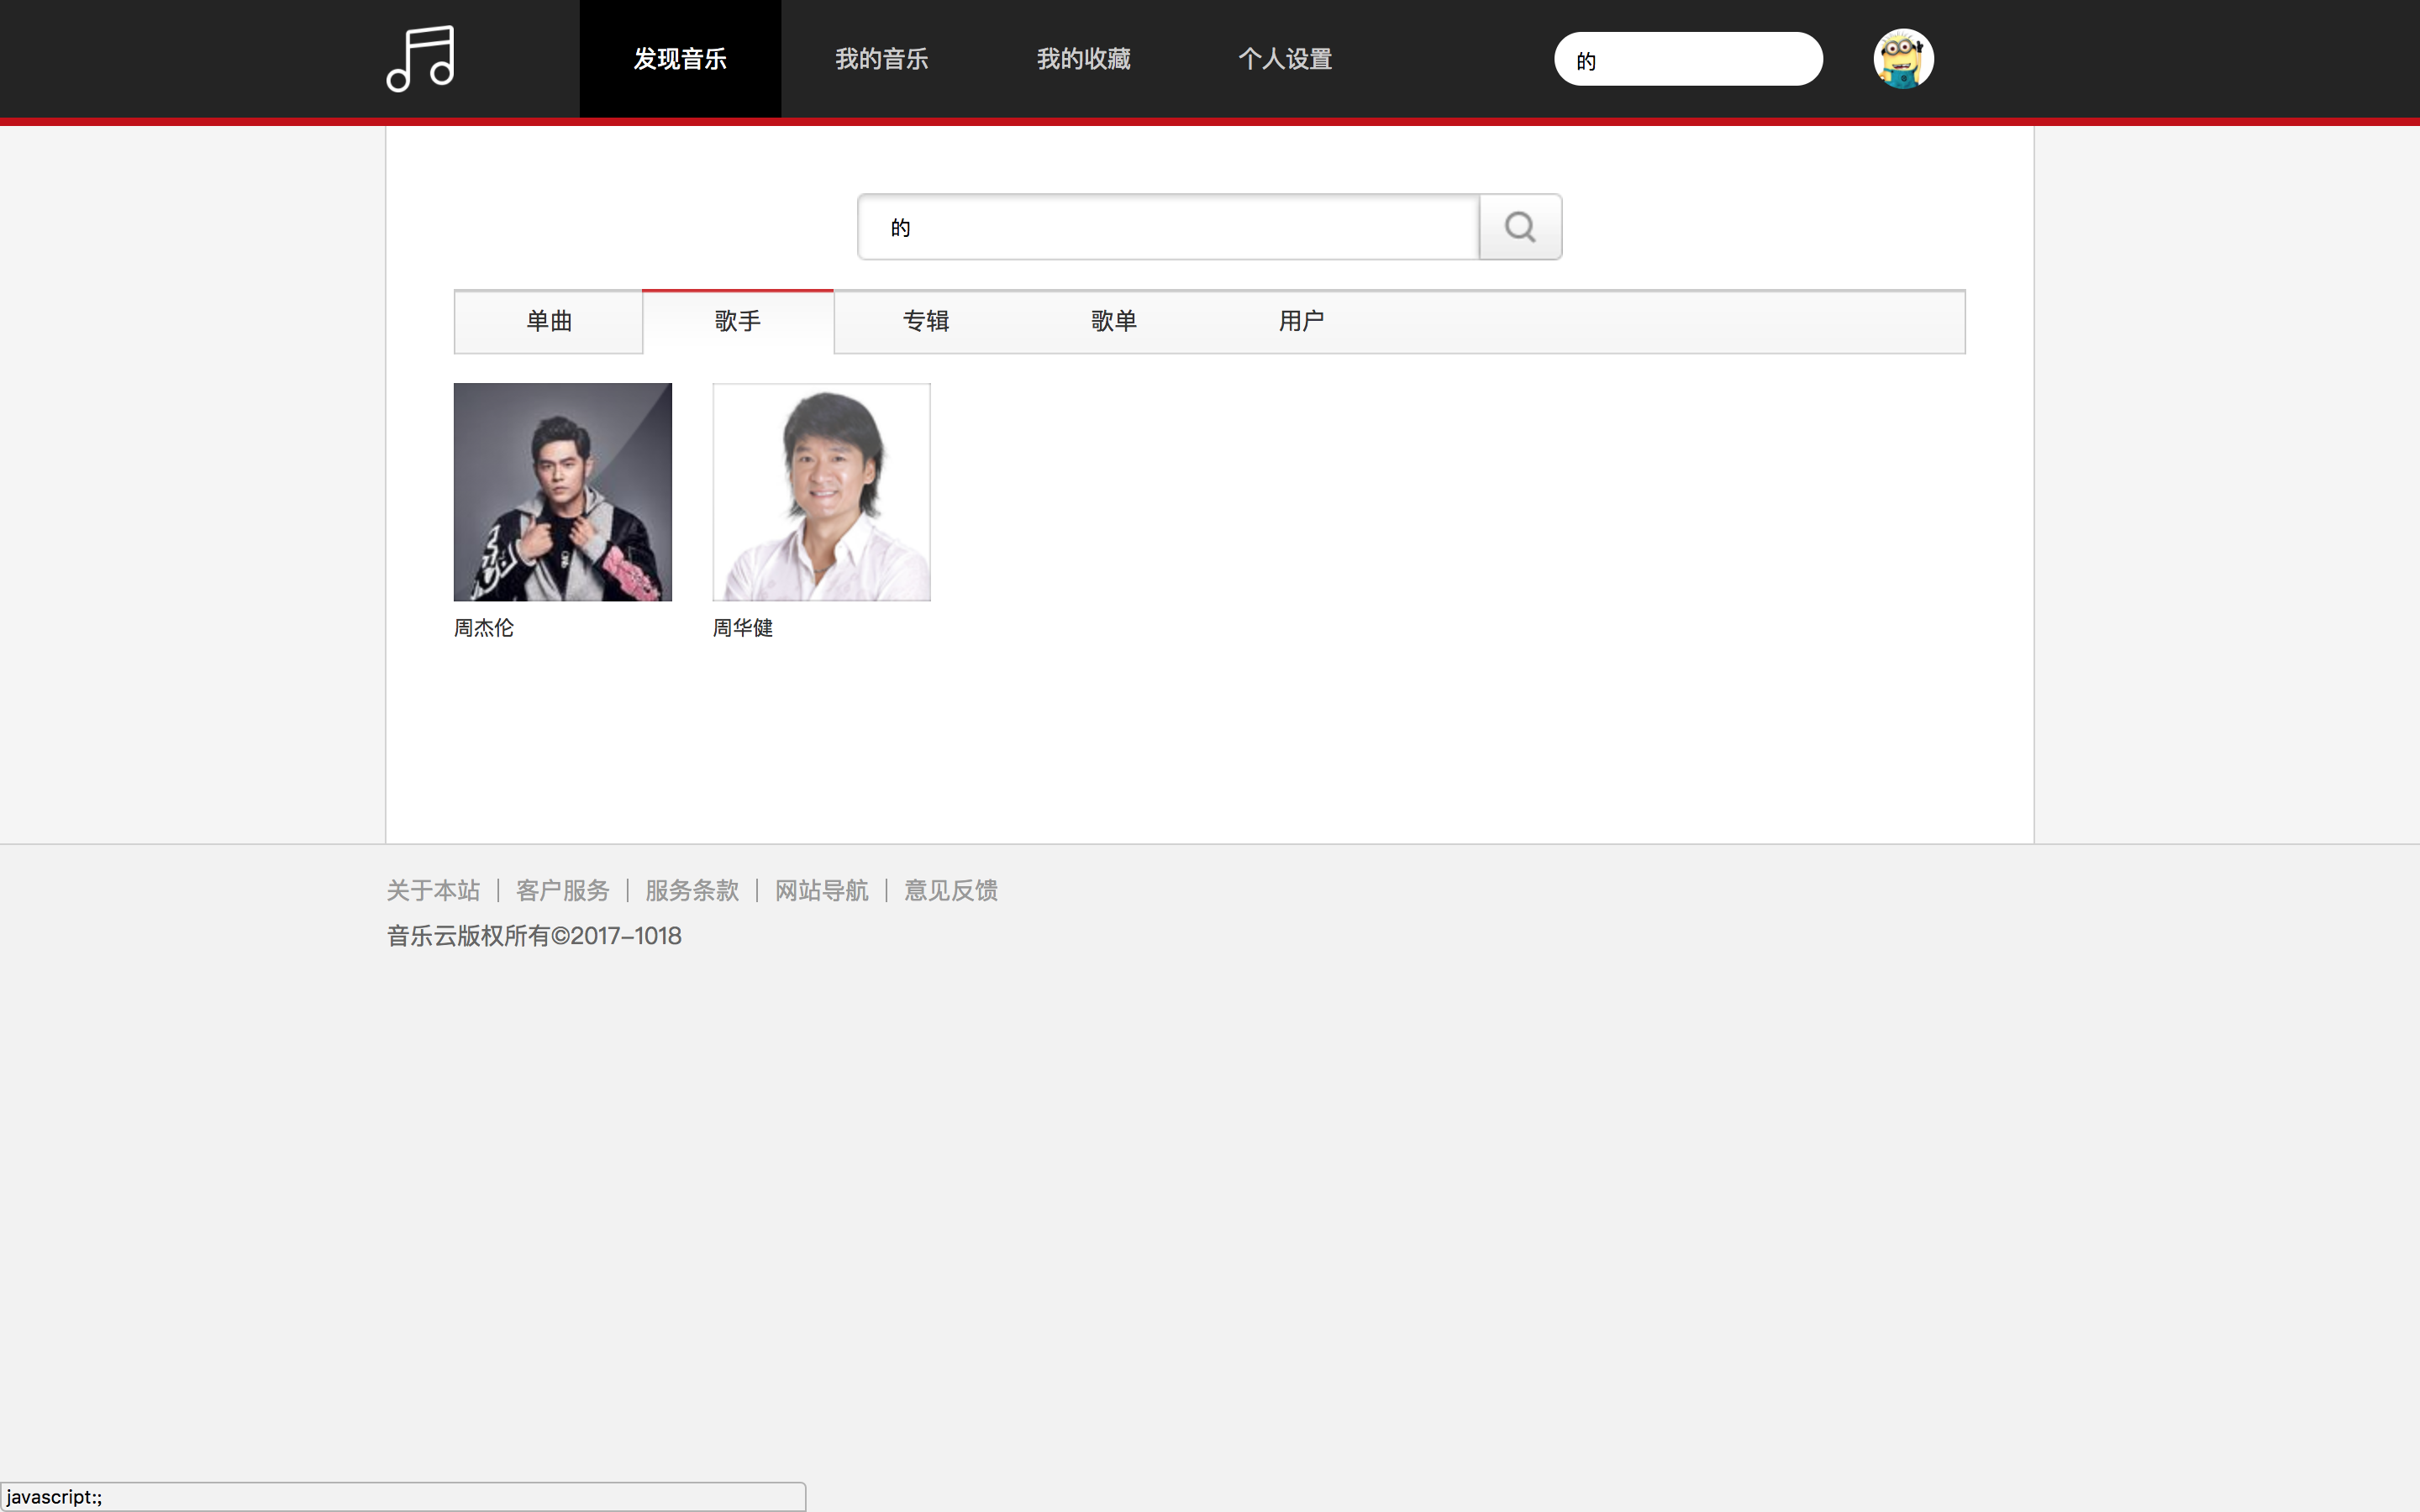 发现音乐 我的音乐 我的收藏 个人设置 的
的
单曲 歌手 专辑 歌单 用户
周杰伦 周华健
关于本站 | 客户服务 | 服务条款 | 网站导航 | 意见反馈
音乐云版权所有©2017-1018
javascript:;